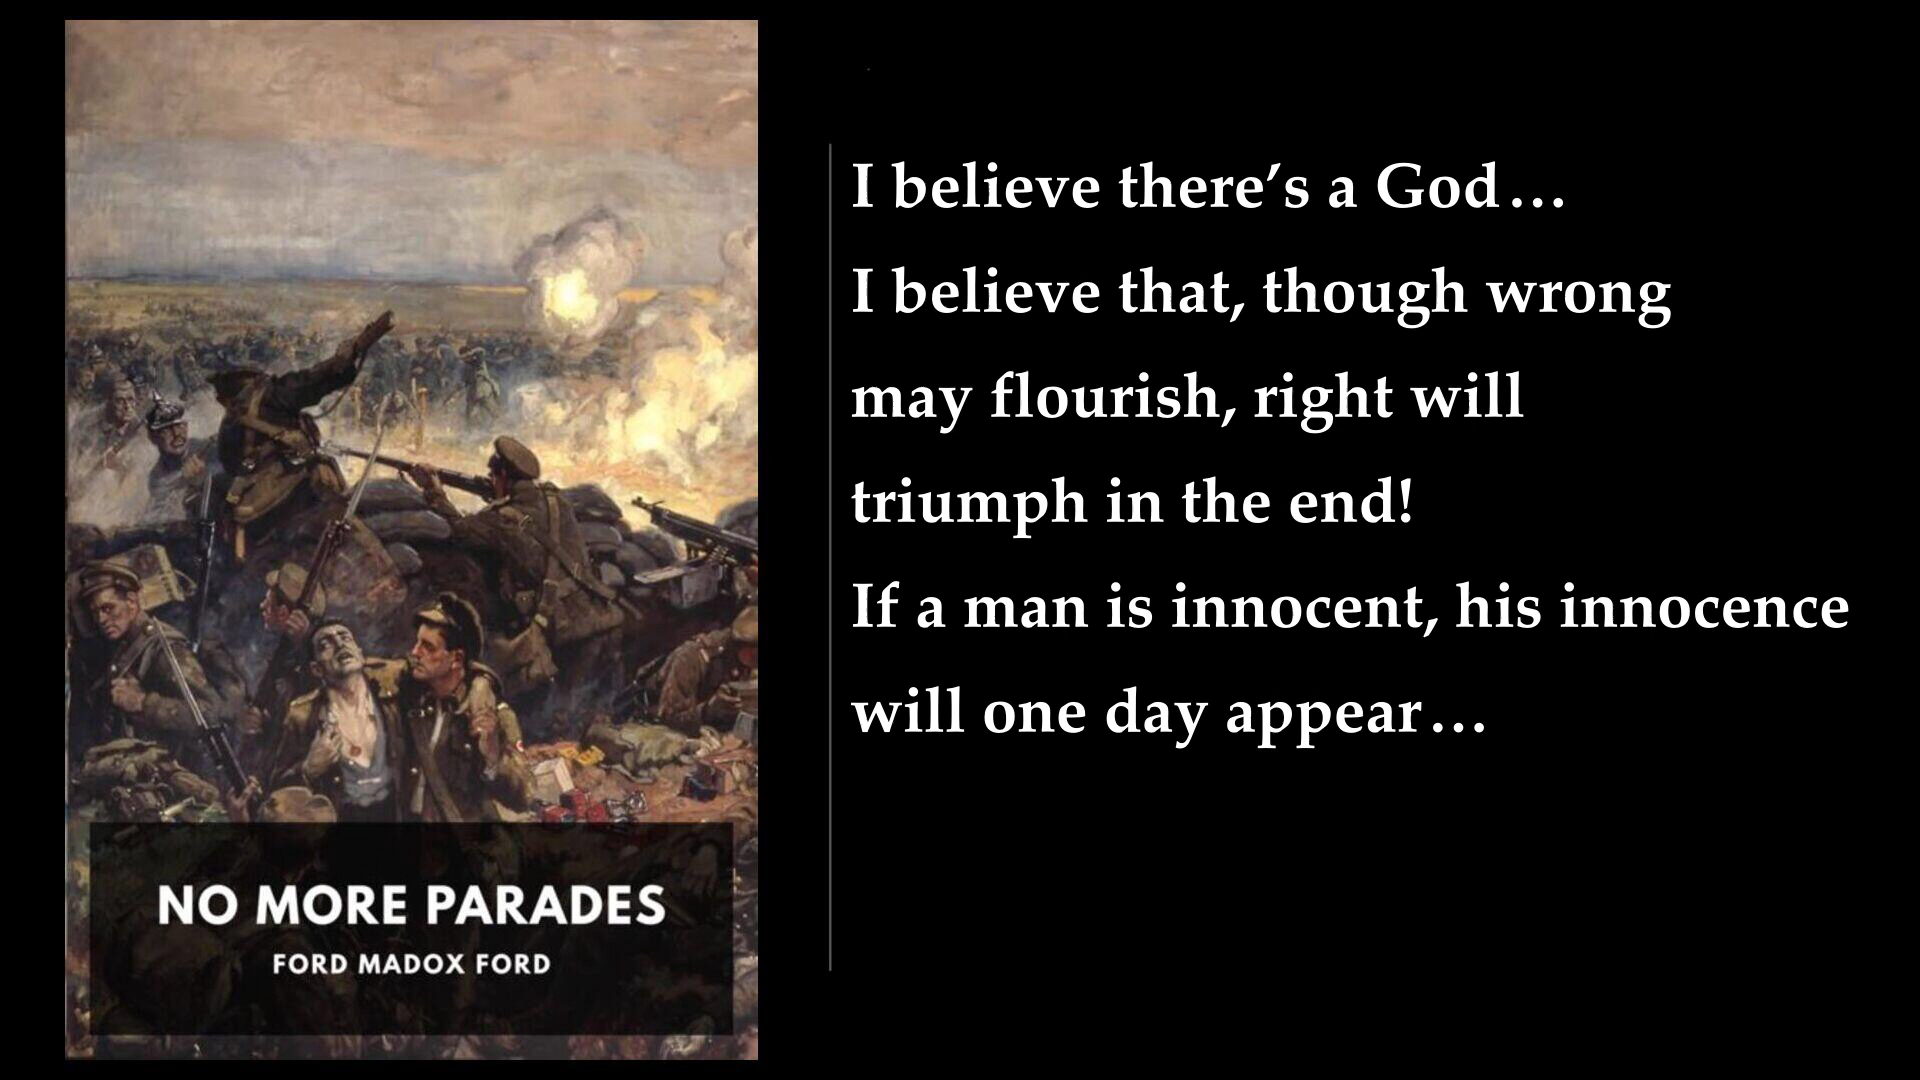 NO MORE PARADES
FORD MADOX FORD
I believe there’s a God…
I believe that, though wrong
may flourish, right will
triumph in the end!
If a man is innocent, his innocence
will one day appear…